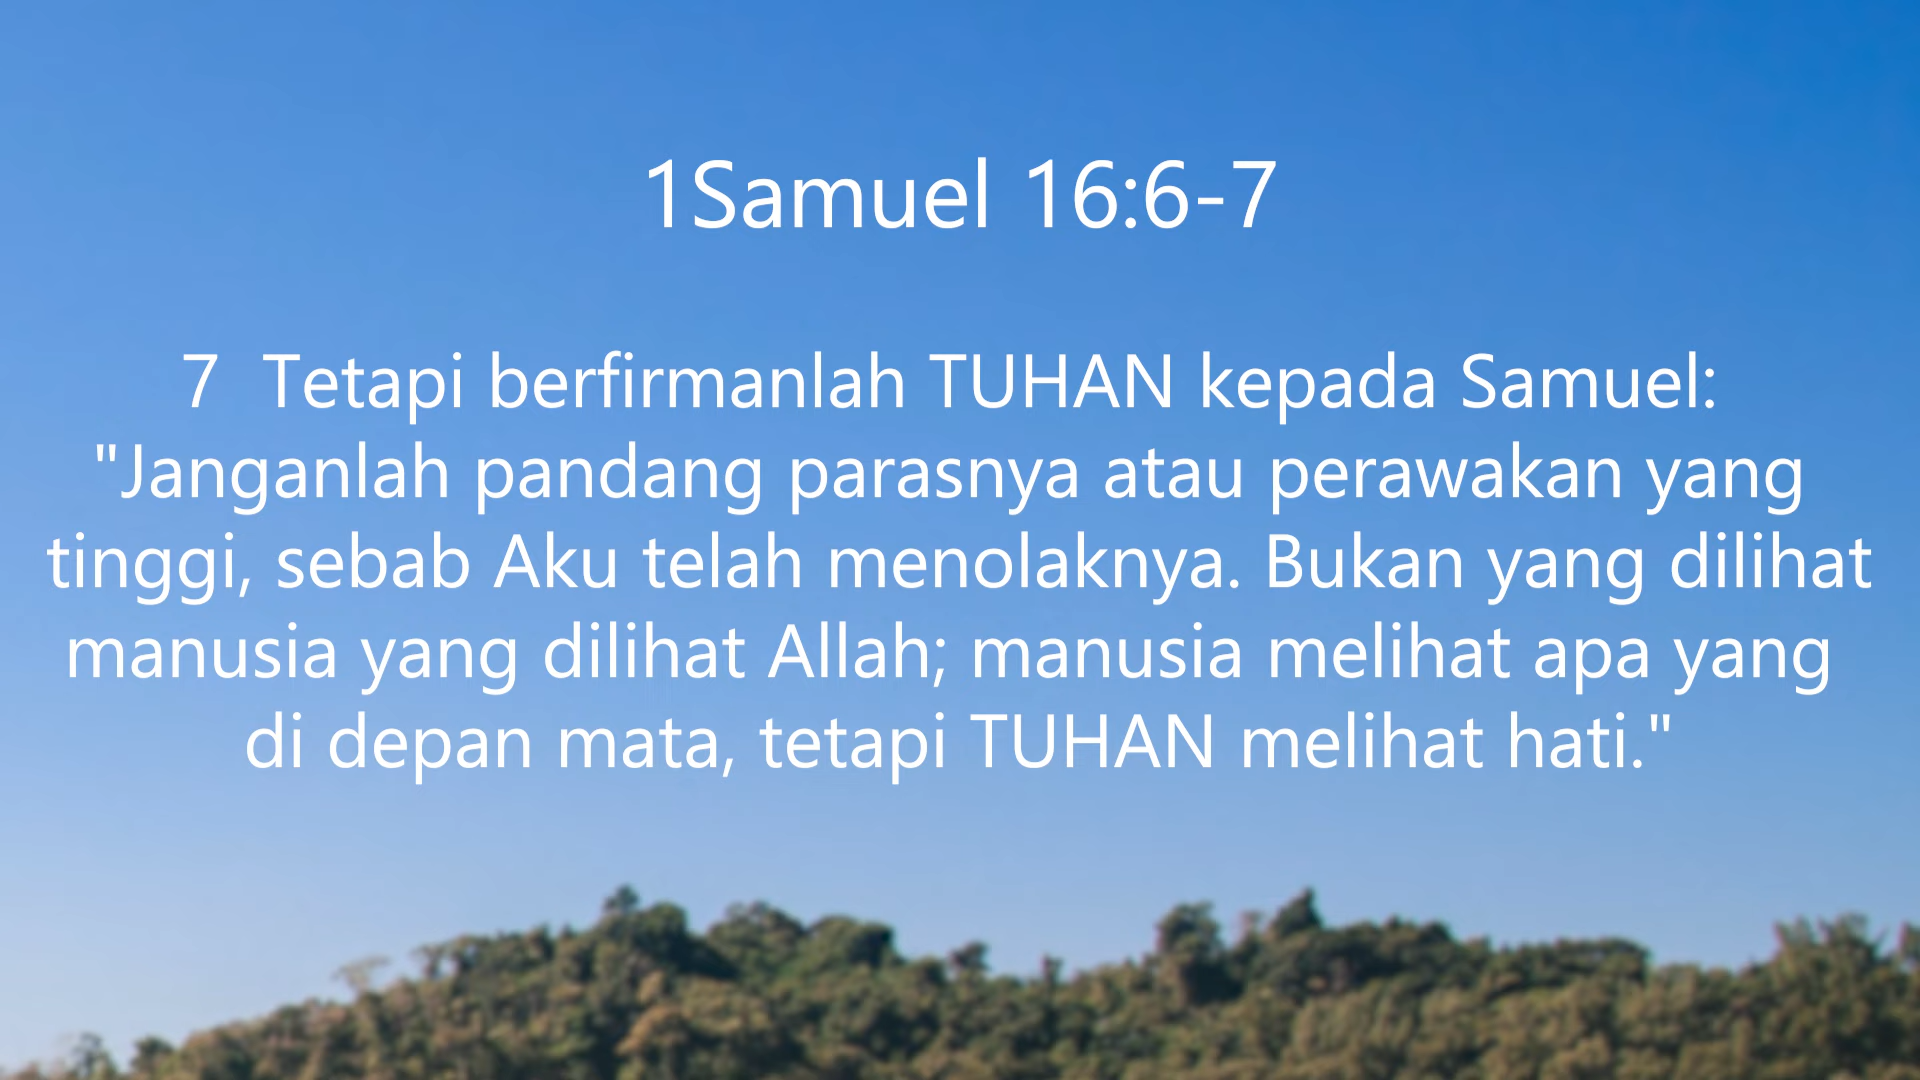 1Samuel 16:6-7
7  Tetapi berfirmanlah TUHAN kepada Samuel:
"Janganlah pandang parasnya atau perawakan yang
tinggi, sebab Aku telah menolaknya. Bukan yang dilihat
manusia yang dilihat Allah; manusia melihat apa yang
di depan mata, tetapi TUHAN melihat hati."